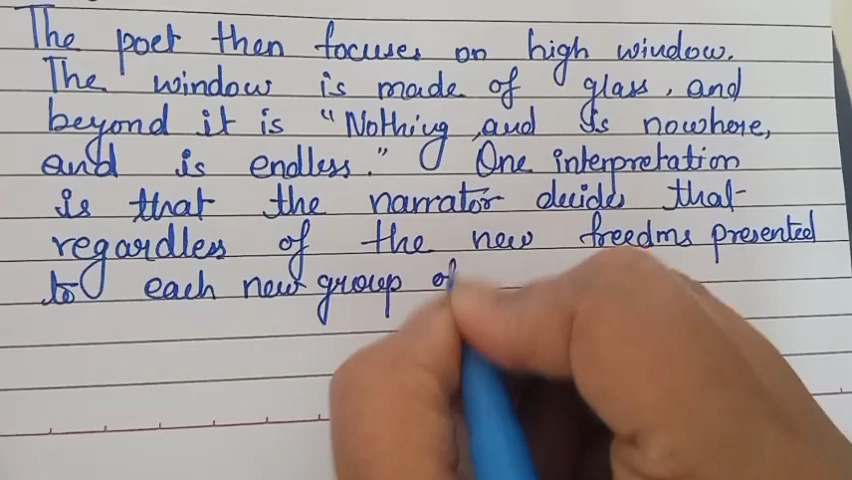 The poet then focuses on high window.
The window is made of glass, and
beyond it is "Nothing, and Is nowhere,
and is endless." One interpretation
is that the narrator decides that
regardless of the new freedms presented
to each new group of